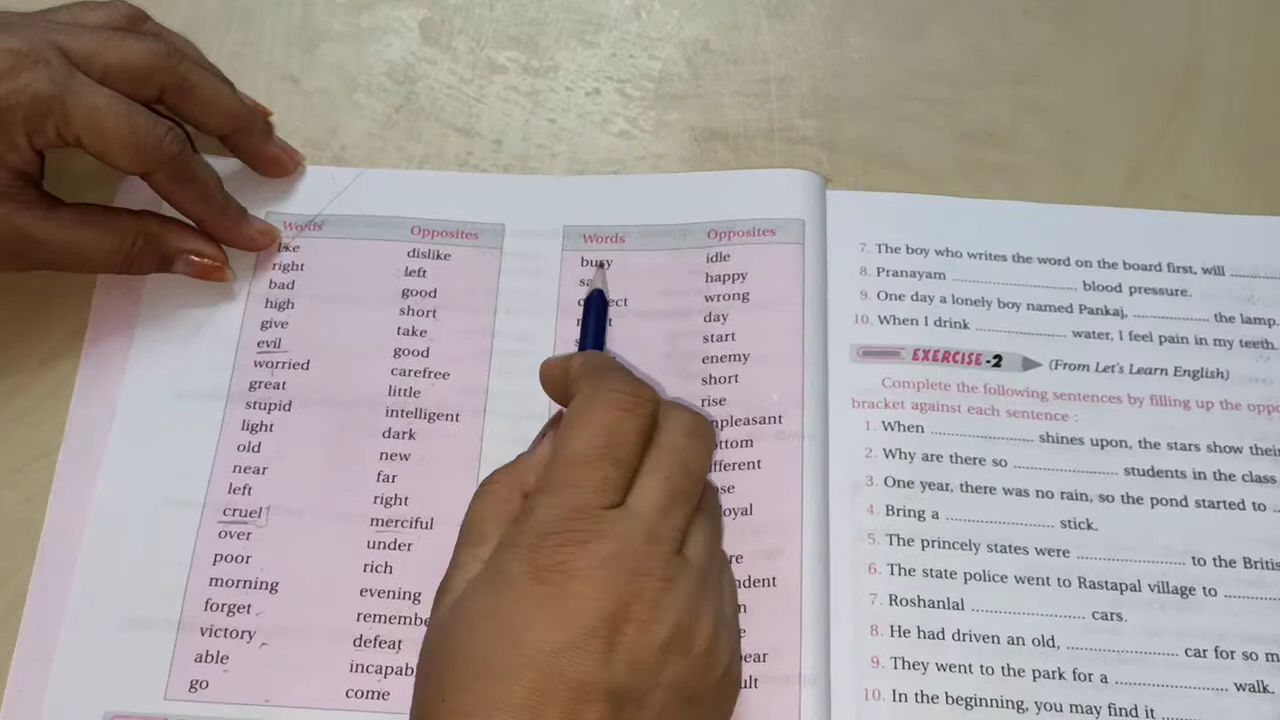 Words Opposites
like dislike
right left
bad good
high short
give take
evil good
worried carefree
great little
stupid intelligent
light dark
old new
near far
left right
cruel merciful
over under
poor rich
morning evening
forget
victory defeat
able
go come
Words Opposites
busy idle
happy
wrong
day
start
enemy
short
rise
7. The boy who writes the word on the board first, will ..........
8. Pranayam .............................. blood pressure.
9. One day a lonely boy named Pankaj, .................... the lamp.
10. When I drink ....................... water, I feel pain in my teeth.
EXERCISE-2 (From Let's Learn English)
Complete the following sentences by filling up the
bracket against each sentence :
1. When .......................... shines upon, the stars show
2. Why are there so .......................... students in the class
3. One year, there was no rain, so the pond started to ..
4. Bring a ........................... stick.
5. The princely states were ........................... to the
6. The state police went to Rastapal village to ............
7. Roshanlal ............................ cars.
8. He had driven an old, ............................ car for so
9. They went to the park for a ............................ walk.
10. In the beginning, you may find it ..........